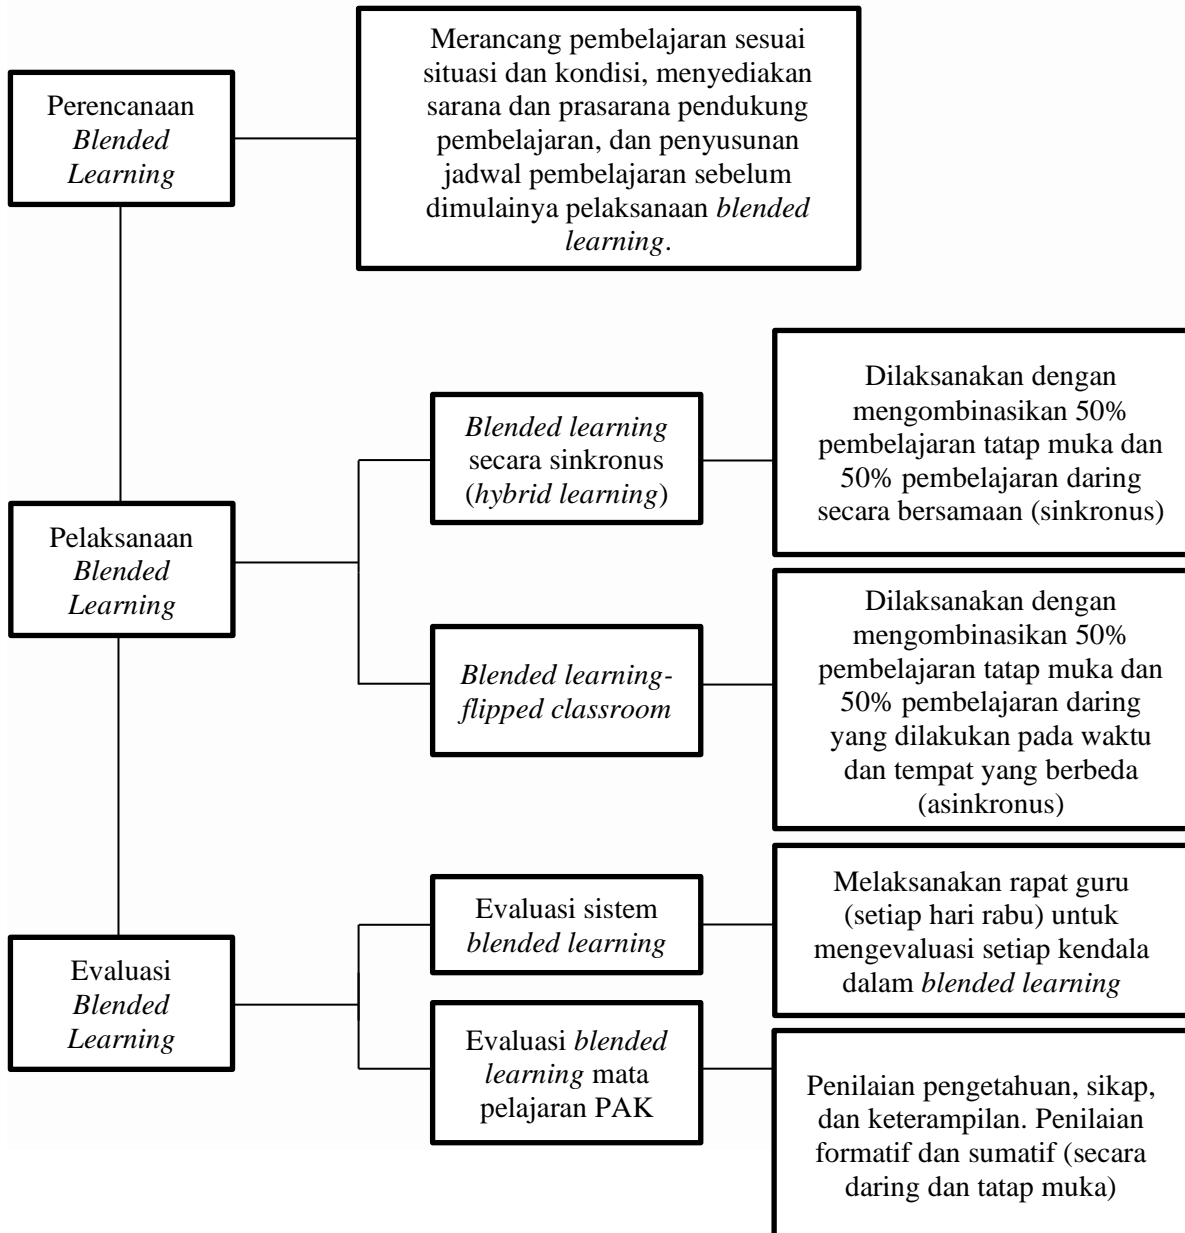 Perencanaan
Blended
Learning
Merancang pembelajaran sesuai
situasi dan kondisi, menyediakan
sarana dan prasarana pendukung
pembelajaran, dan penyusunan
jadwal pembelajaran sebelum
dimulainya pelaksanaan blended
learning.
Pelaksanaan
Blended
Learning
Blended learning
secara sinkronus
(hybrid learning)
Dilaksanakan dengan
mengombinasikan 50%
pembelajaran tatap muka dan
50% pembelajaran daring
secara bersamaan (sinkronus)
Blended learning-
flipped classroom
Dilaksanakan dengan
mengombinasikan 50%
pembelajaran tatap muka dan
50% pembelajaran daring
yang dilakukan pada waktu
dan tempat yang berbeda
(asinkronus)
Evaluasi
Blended
Learning
Evaluasi sistem
blended learning
Melaksanakan rapat guru
(setiap hari rabu) untuk
mengevaluasi setiap kendala
dalam blended learning
Evaluasi blended
learning mata
pelajaran PAK
Penilaian pengetahuan, sikap,
dan keterampilan. Penilaian
formatif dan sumatif (secara
daring dan tatap muka)